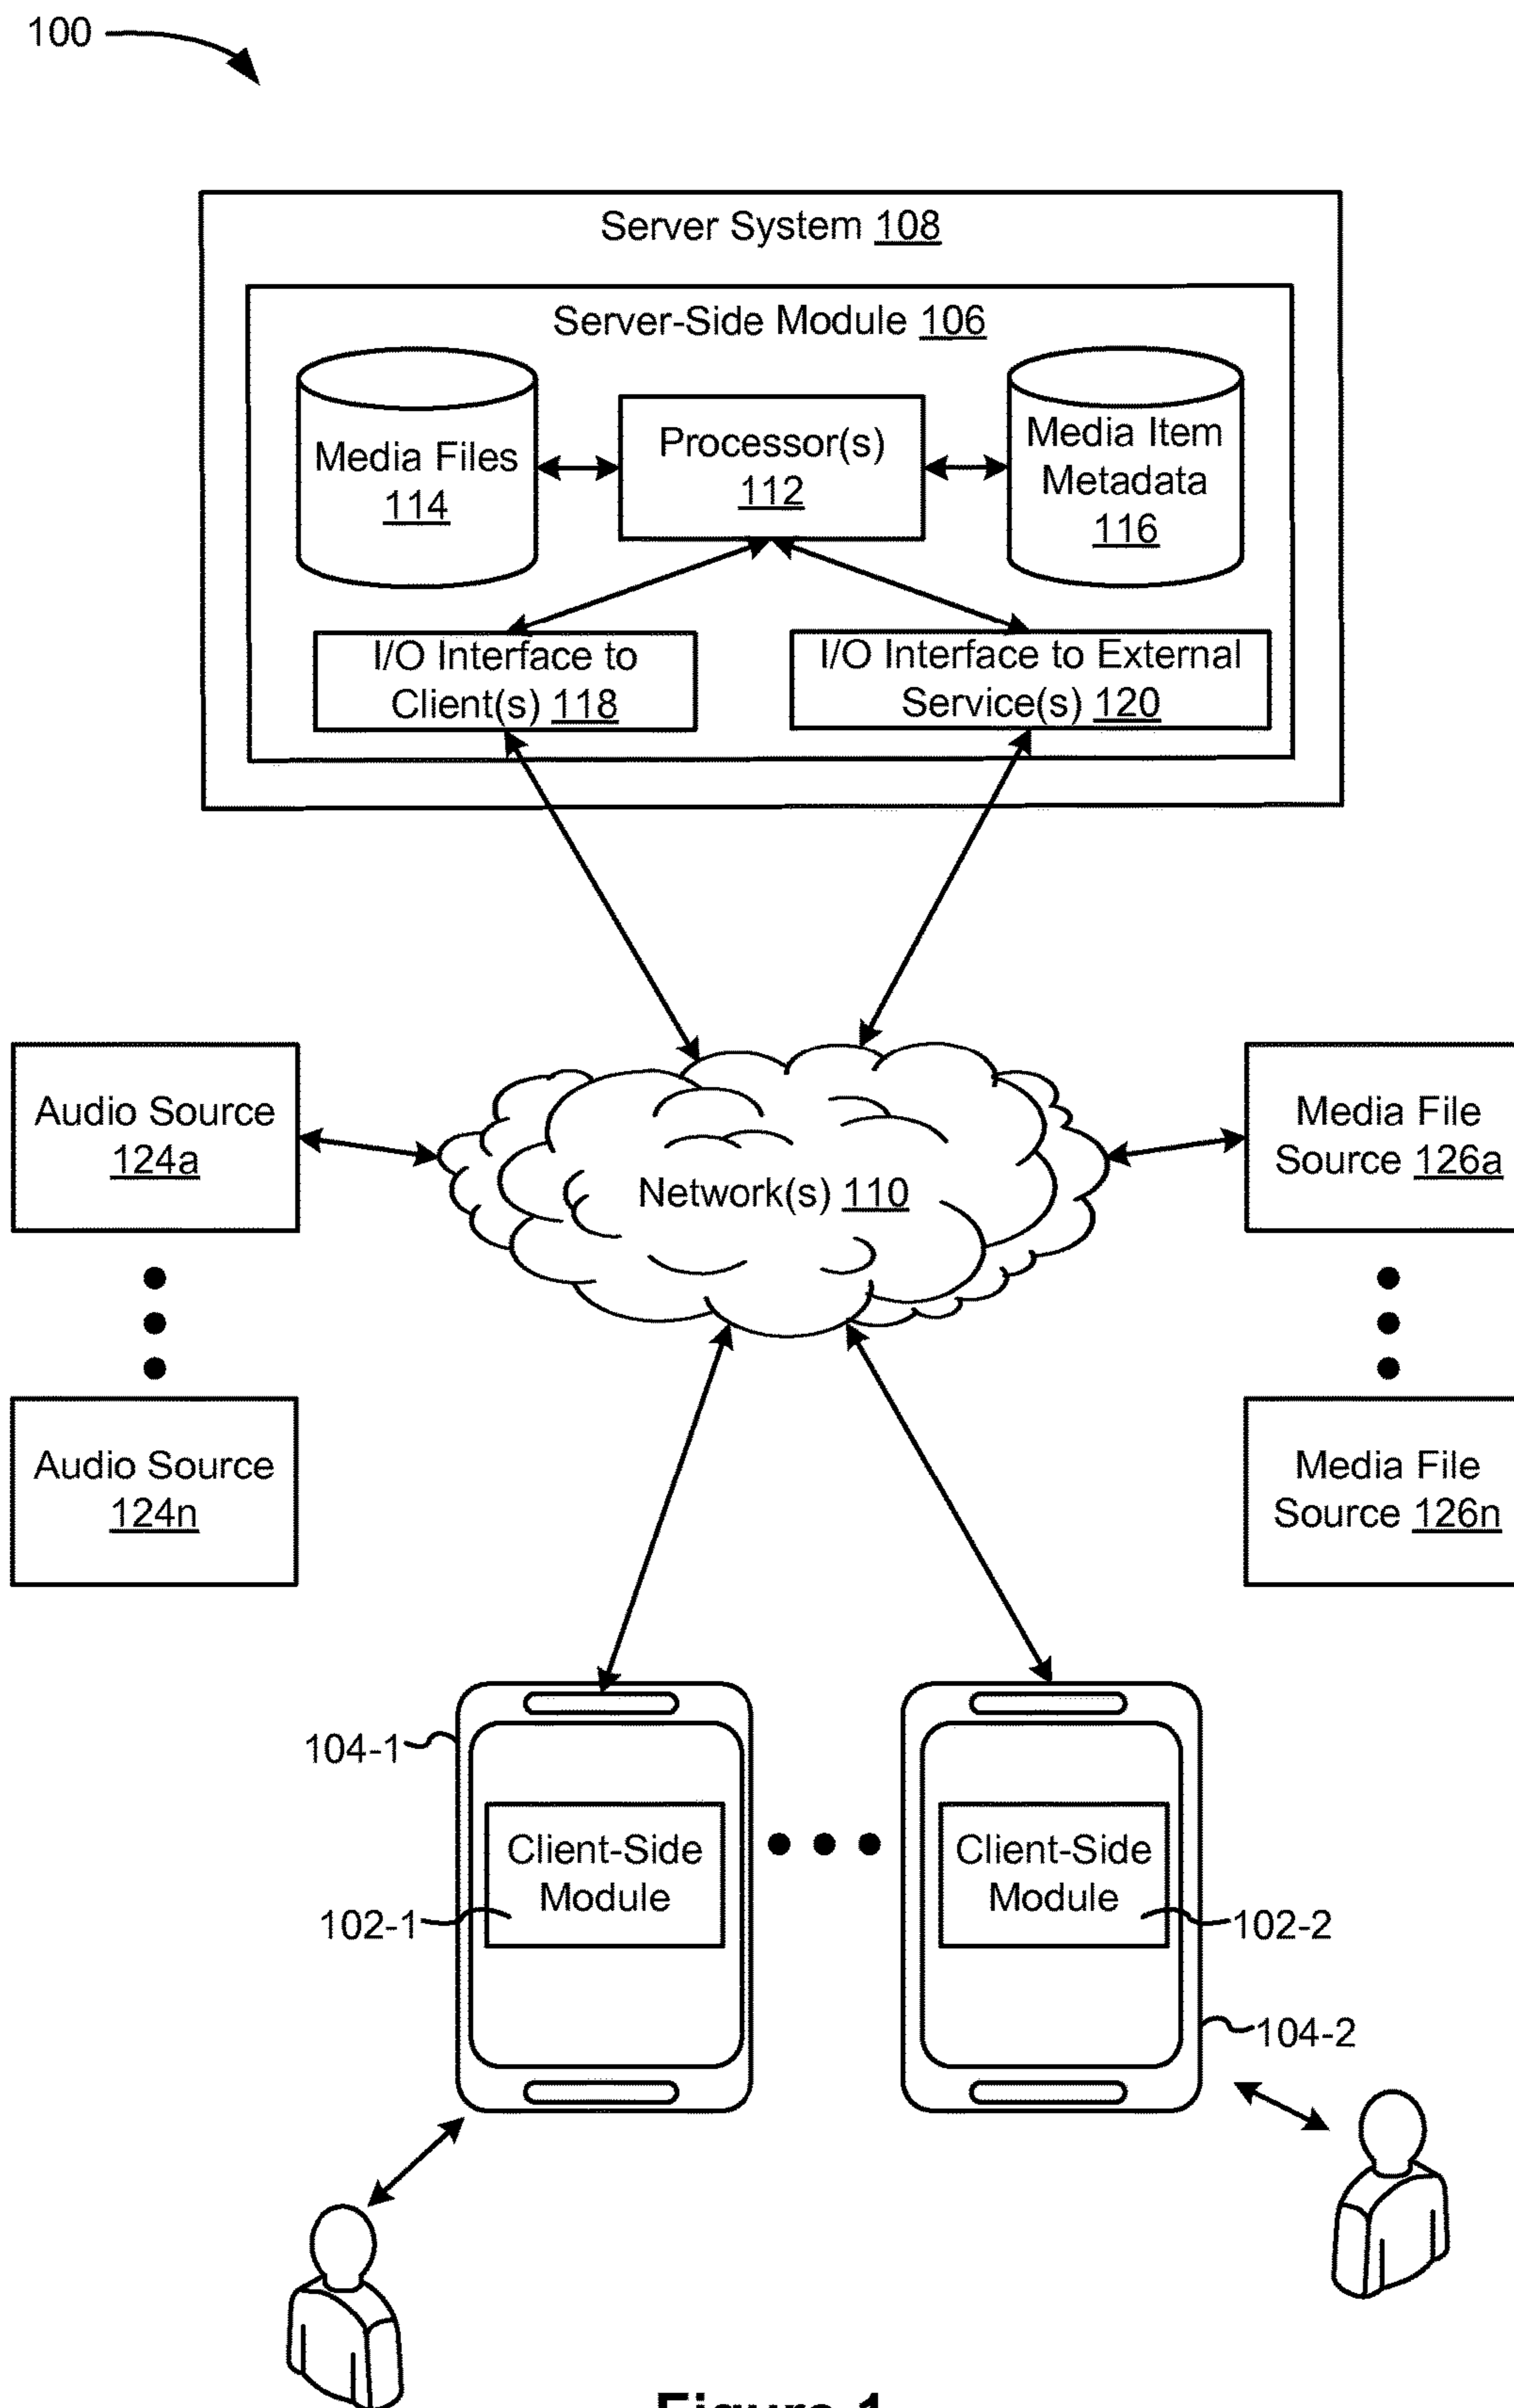 100
Server System 108
Server-Side Module 106
Media Files
114
Processor(s)
112
Media Item
Metadata
116
I/O Interface to
Client(s) 118
I/O Interface to External
Service(s) 120
Audio Source
124a
Network(s) 110
Media File
Source 126a
Audio Source
124n
Media File
Source 126n
104-1
Client-Side
Module
102-1
Client-Side
Module
102-2
104-2
Figure 1